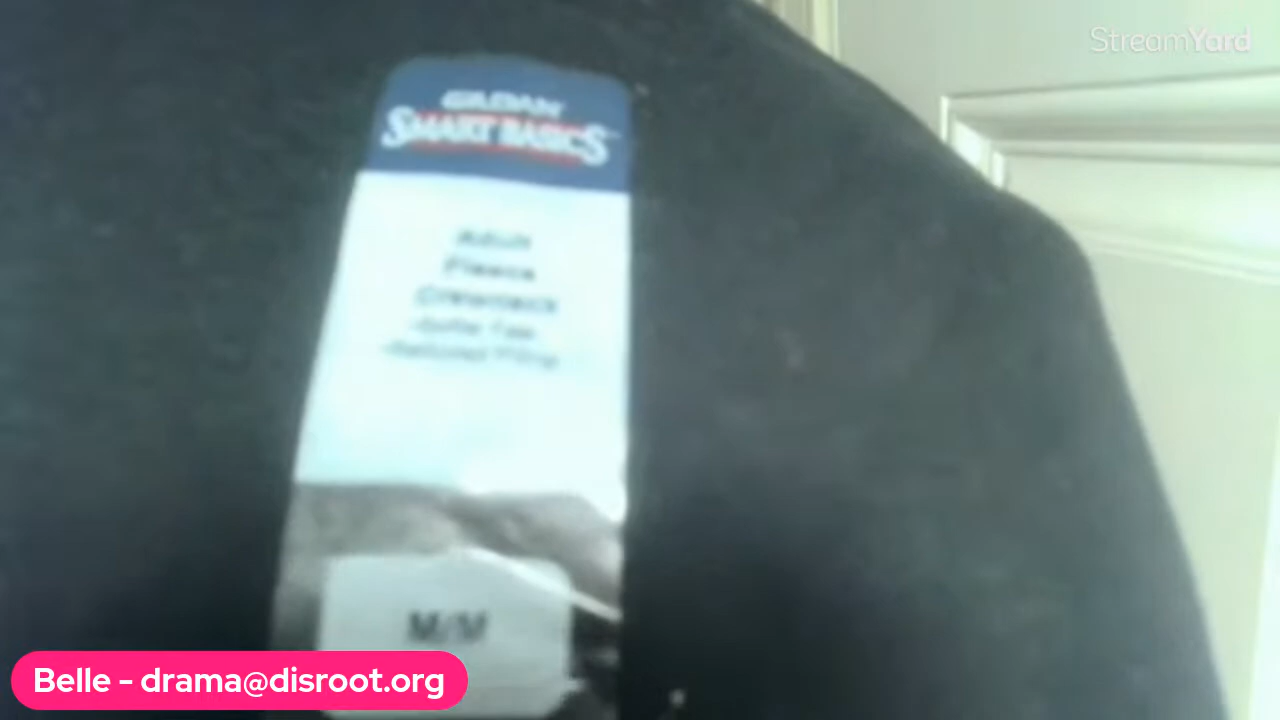 StreamYard
GILDAN
SMART BASICS
Adult
Fleece
Crewneck
M/M
Belle - drama@disroot.org